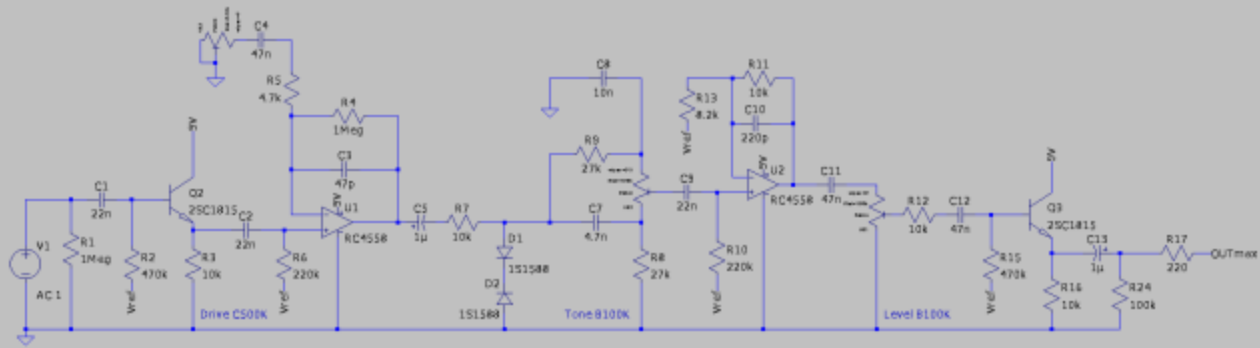 C4
47n
R5
4.7k
R4
1Meg
C3
47p
5V
U1
RC4558
5V
C1
22n
Q2
2SC1815
C2
22n
V1
AC 1
R1
1Meg
R2
470k
Vref
R3
10k
R6
220k
Vref
Drive C500K
C5
1µ
R7
10k
D1
1S1588
D2
1S1588
C8
10n
R9
27k
C7
4.7n
R8
27k
Tone B100K
C9
22n
R10
220k
Vref
R13
8.2k
Vref
R11
10k
C10
220p
5V
U2
RC4558
C11
47n
Level B100K
R12
10k
C12
47n
R15
470k
Vref
5V
Q3
2SC1815
R16
10k
C13
1µ
R24
100k
R17
220
OUTmax